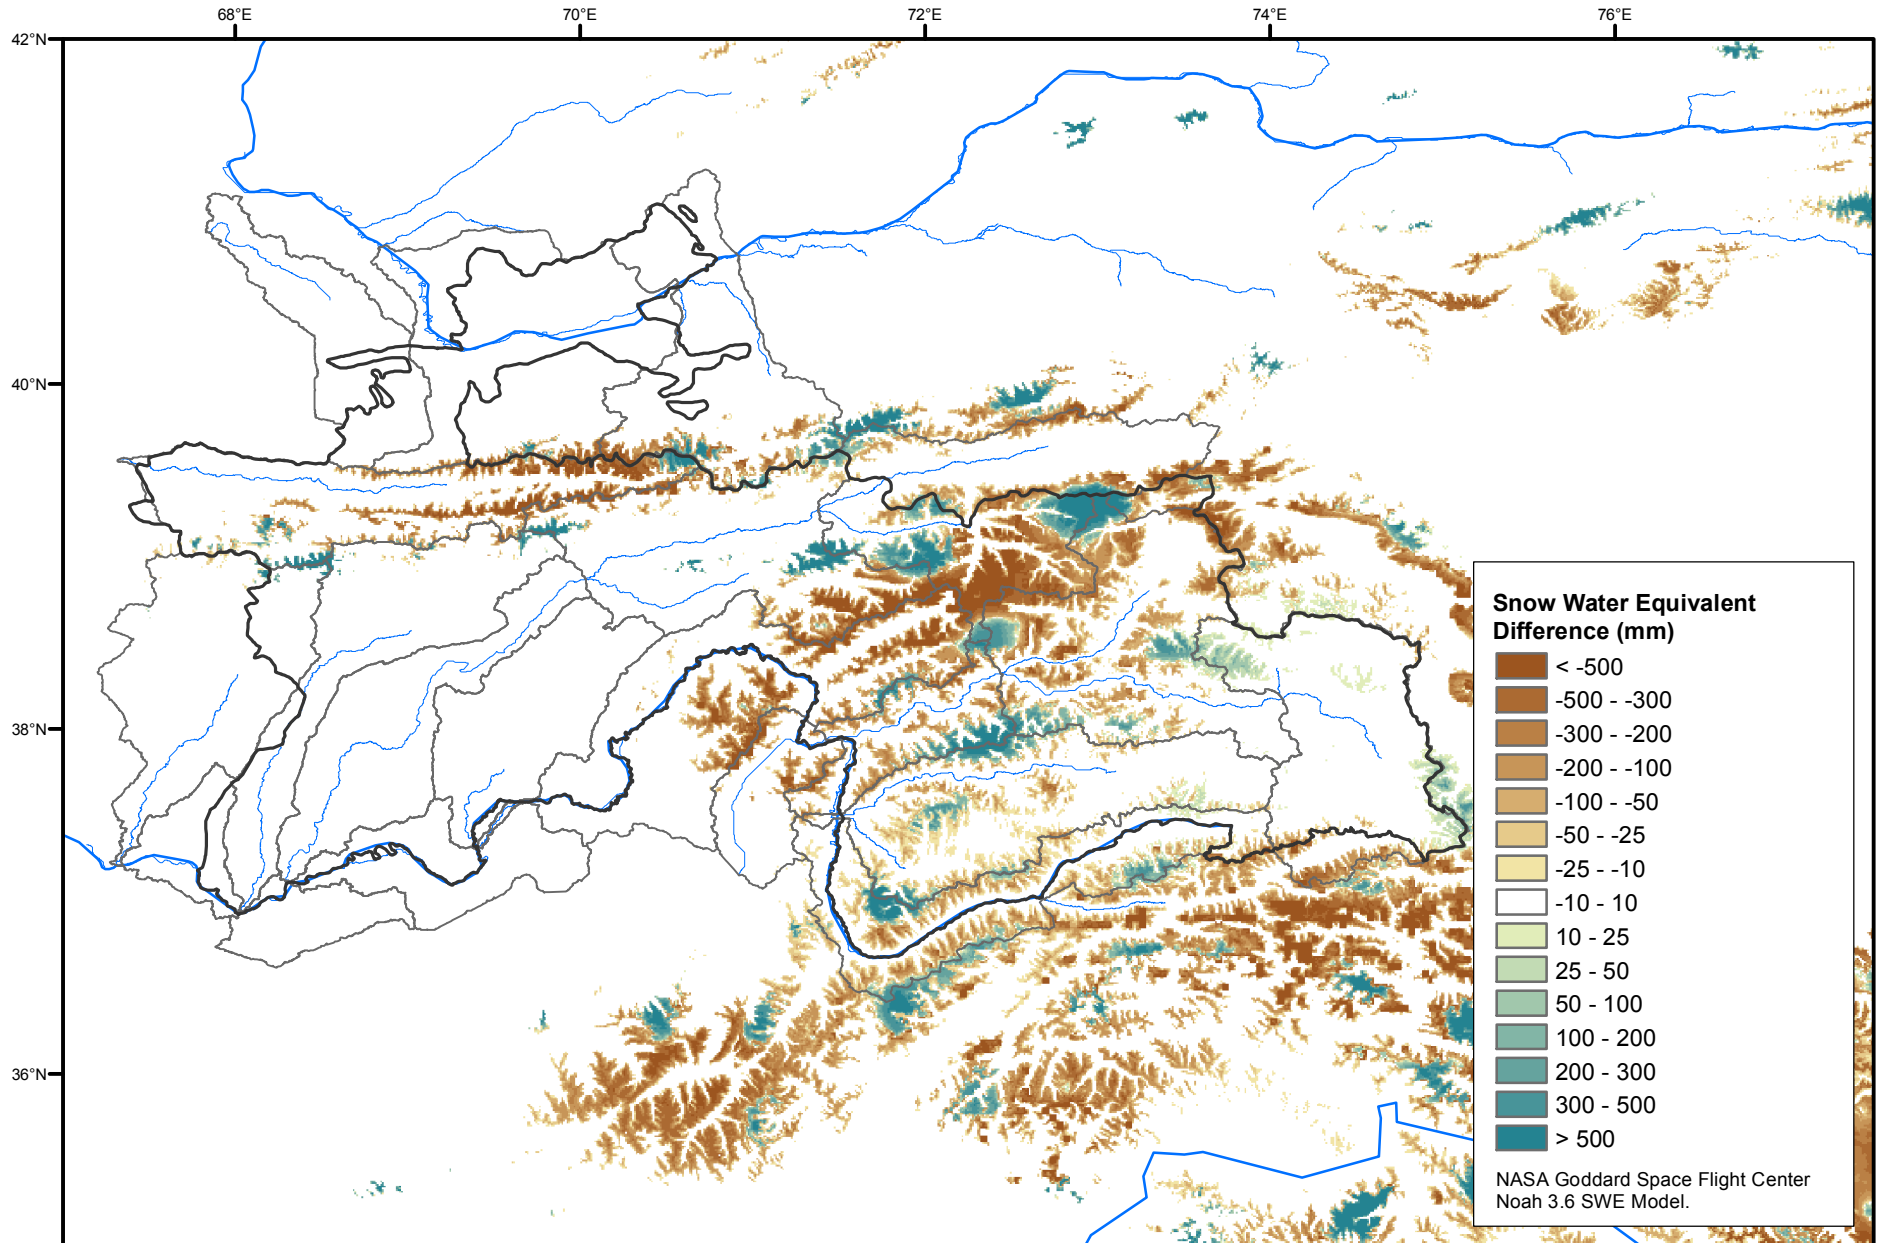 68°E 70°E 72°E 74°E 76°E
42°N
40°N
38°N
36°N
Snow Water Equivalent
Difference (mm)
< -500
-500 - -300
-300 - -200
-200 - -100
-100 - -50
-50 - -25
-25 - -10
-10 - 10
10 - 25
25 - 50
50 - 100
100 - 200
200 - 300
300 - 500
> 500
NASA Goddard Space Flight Center
Noah 3.6 SWE Model.